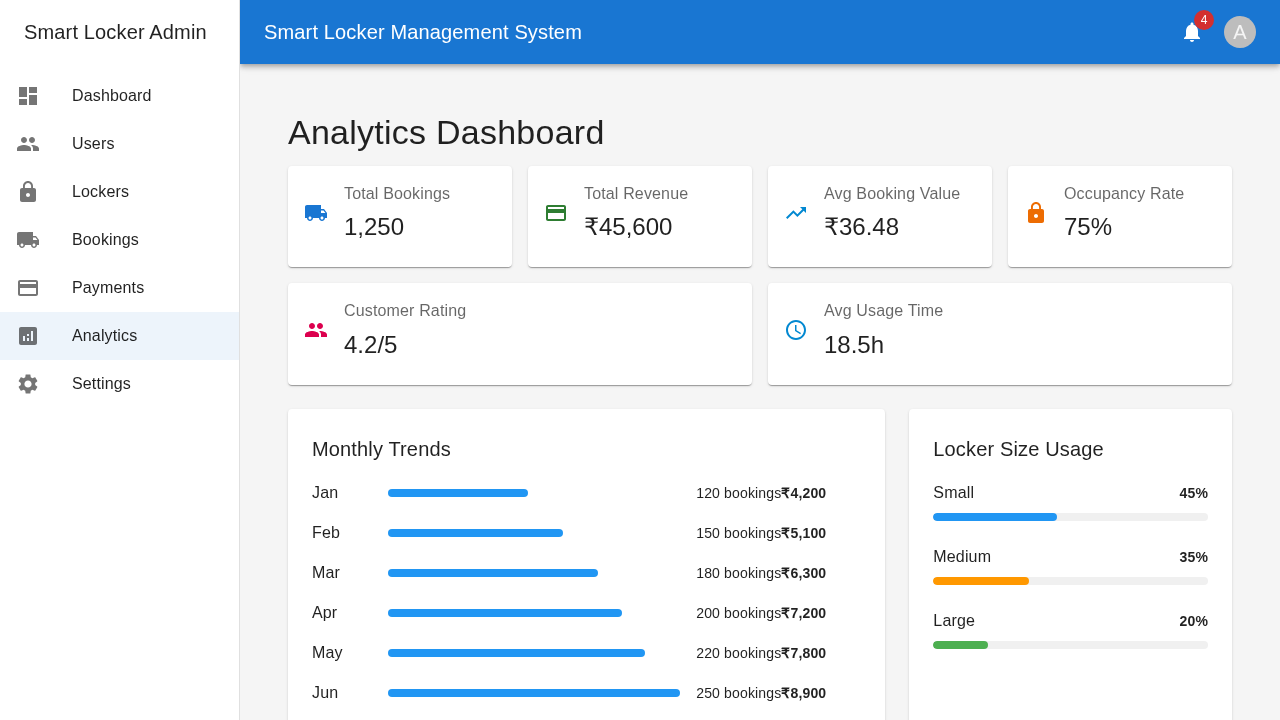 Smart Locker Admin
Smart Locker Management System
4
A
Dashboard
Users
Lockers
Bookings
Payments
Analytics
Settings
Analytics Dashboard
Total Bookings
1,250
Total Revenue
₹45,600
Avg Booking Value
₹36.48
Occupancy Rate
75%
Customer Rating
4.2/5
Avg Usage Time
18.5h
Monthly Trends
Jan 120 bookings₹4,200
Feb 150 bookings₹5,100
Mar 180 bookings₹6,300
Apr 200 bookings₹7,200
May 220 bookings₹7,800
Jun 250 bookings₹8,900
Locker Size Usage
Small 45%
Medium 35%
Large 20%